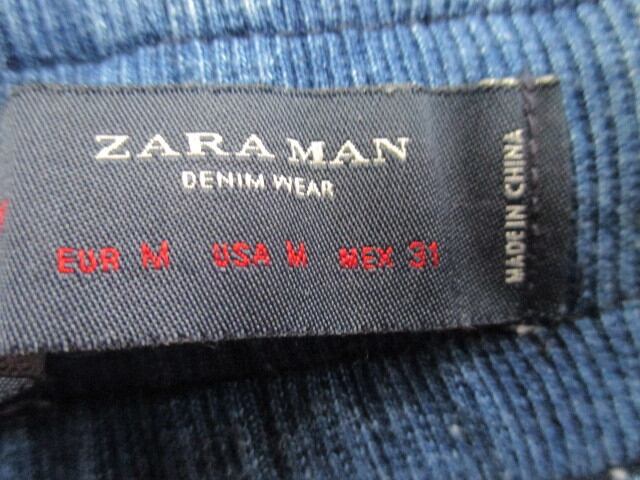 ZARA MAN
DENIM WEAR
EUR M USA M MEX 31
MADE IN CHINA